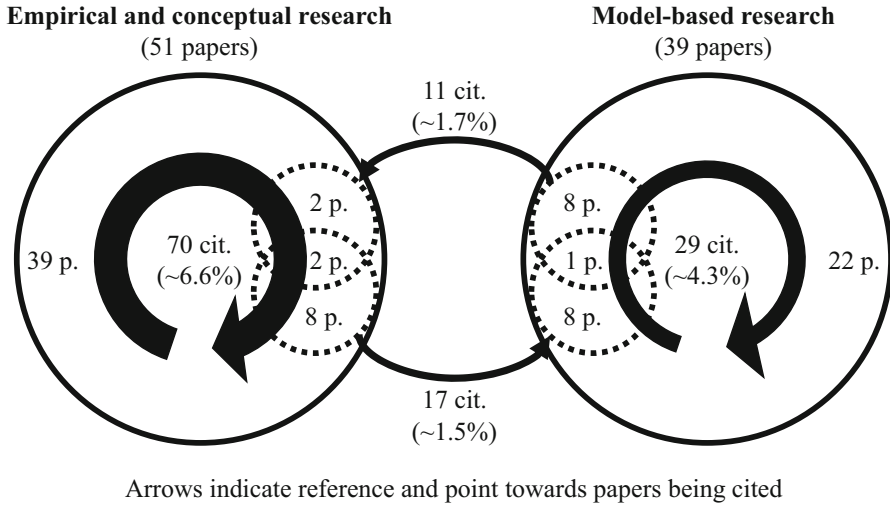 Empirical and conceptual research
(51 papers)
Model-based research
(39 papers)
11 cit.
(~1.7%)
2 p.
8 p.
39 p.
70 cit.
(~6.6%)
2 p.
1 p.
29 cit.
(~4.3%)
22 p.
8 p.
8 p.
17 cit.
(~1.5%)
Arrows indicate reference and point towards papers being cited